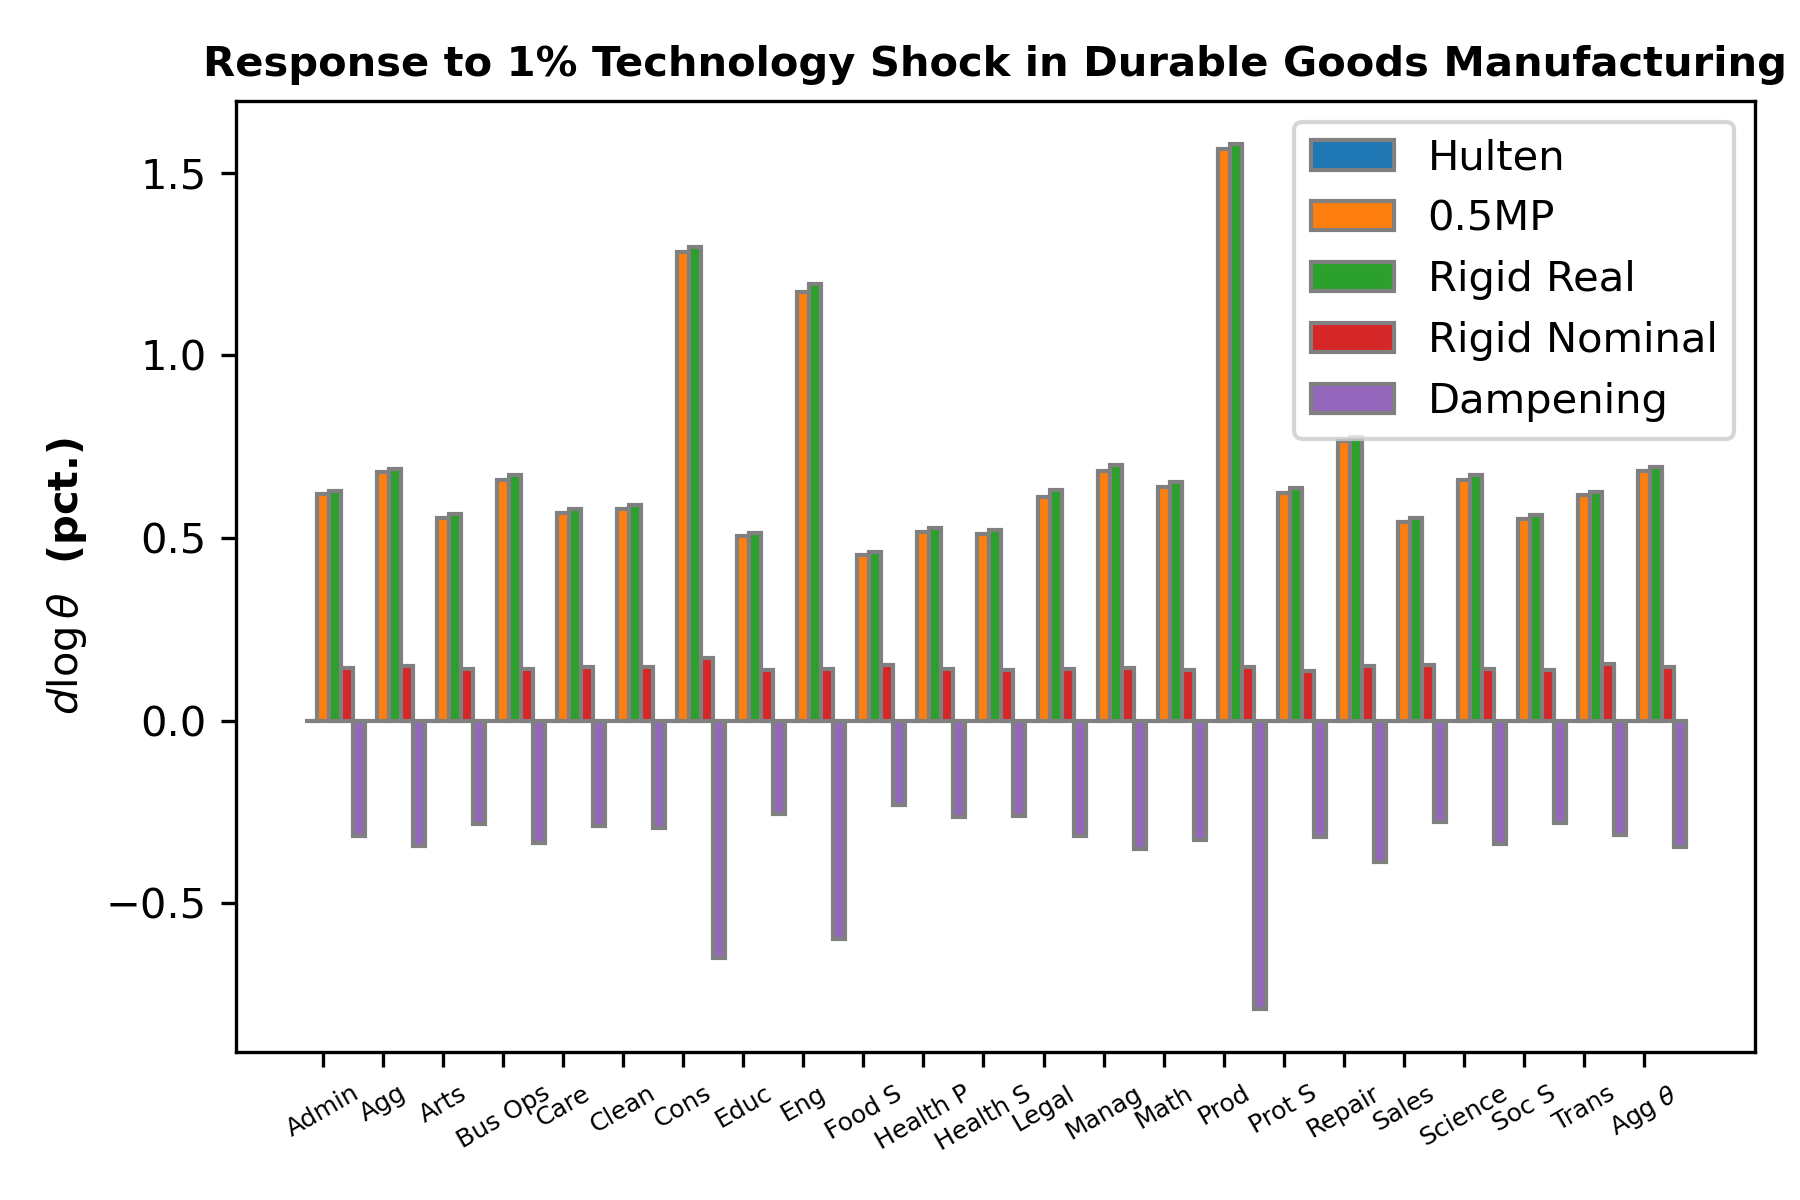 Response to 1% Technology Shock in Durable Goods Manufacturing
dlog θ (pct.)
1.5
1.0
0.5
0.0
−0.5
Hulten
0.5MP
Rigid Real
Rigid Nominal
Dampening
Admin
Agg
Arts
Bus Ops
Care
Clean
Cons
Educ
Eng
Food S
Health P
Health S
Legal
Manag
Math
Prod
Prot S
Repair
Sales
Science
Soc S
Trans
Agg θ